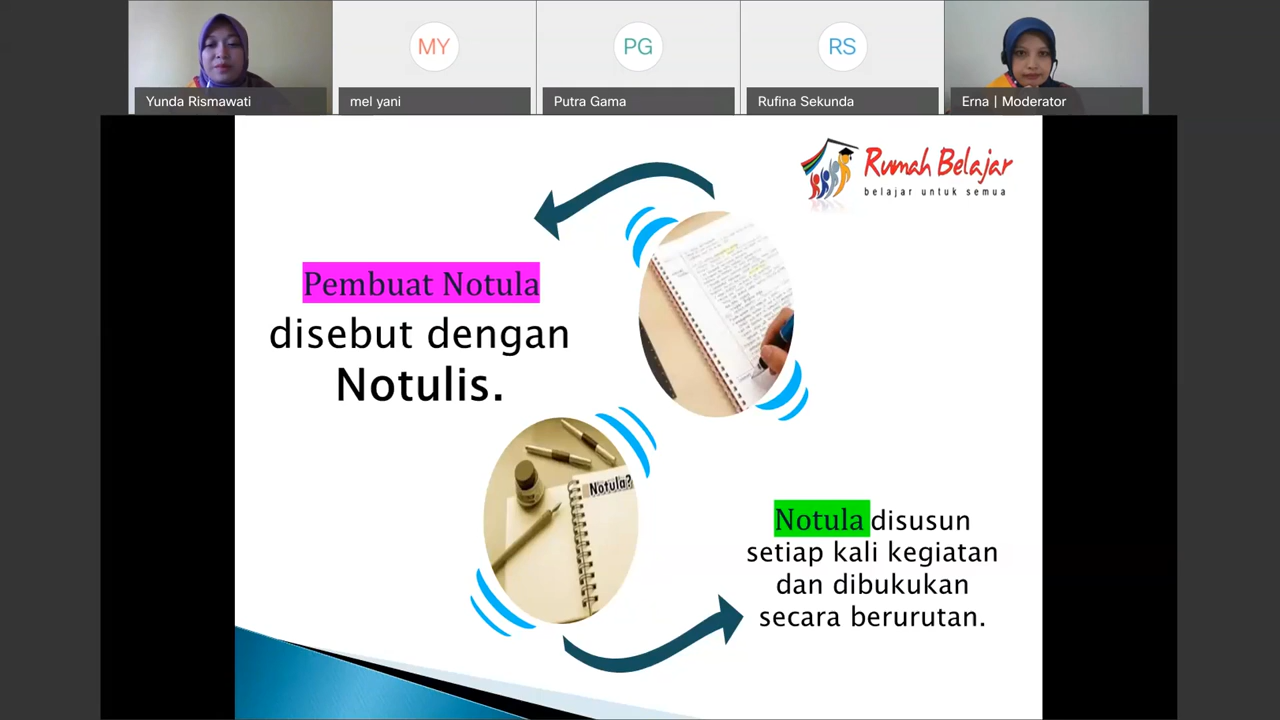 MY
PG
RS
Yunda Rismawati
mel yani
Putra Gama
Rufina Sekunda
Erna | Moderator
Rumah Belajar
belajar untuk semua
Pembuat Notula
disebut dengan
Notulis.
Notula?
Notula disusun
setiap kali kegiatan
dan dibukukan
secara berurutan.